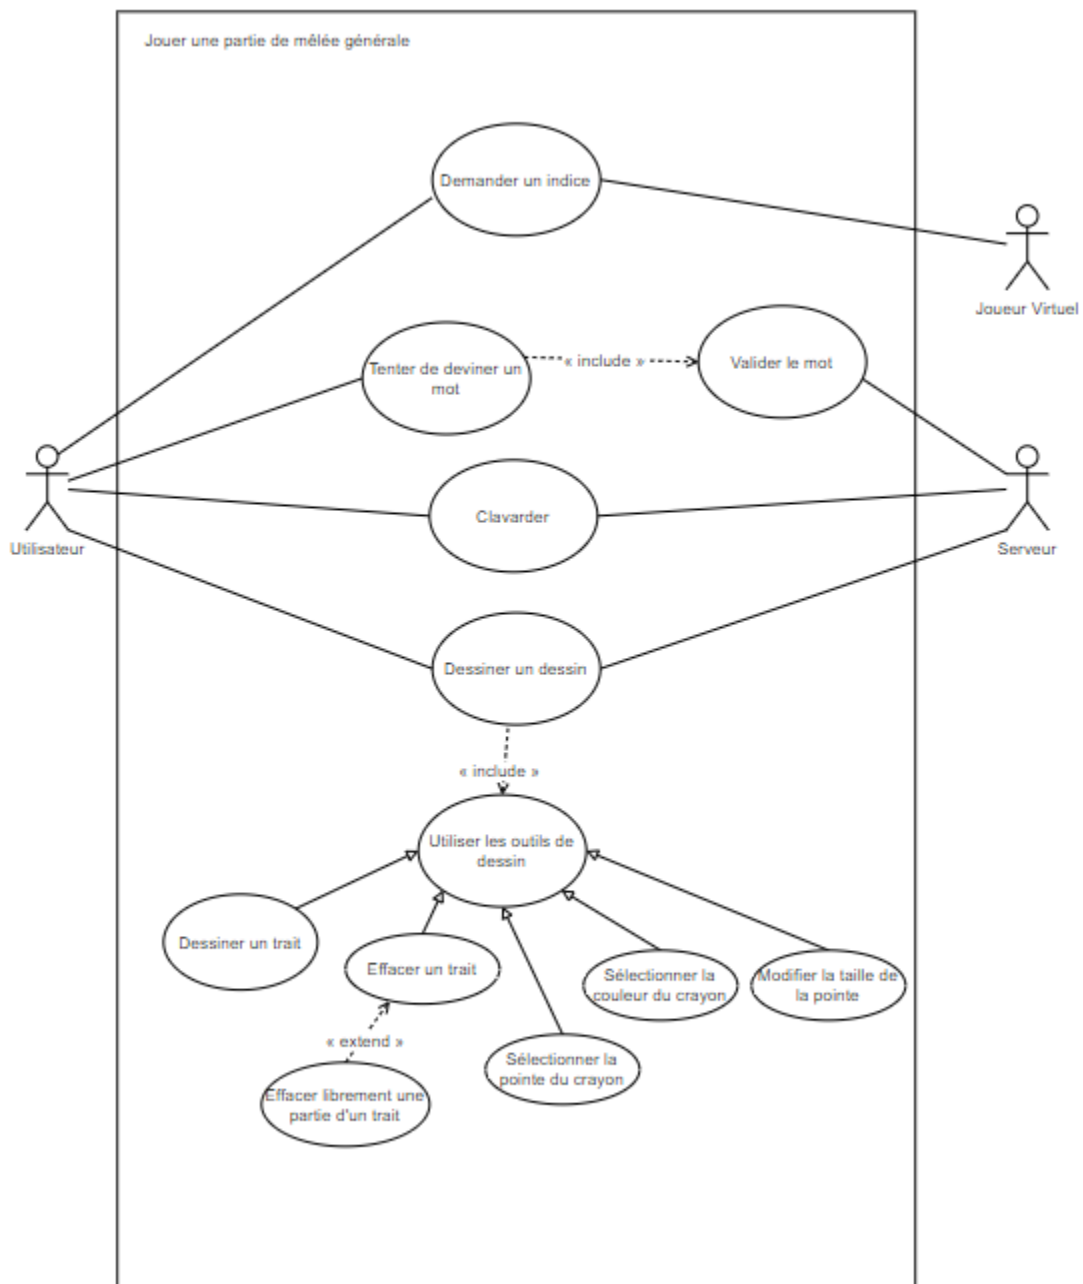 Jouer une partie de mêlée générale
Demander un indice
Joueur Virtuel
Tenter de deviner un
mot
« include »
Valider le mot
Utilisateur
Clavarder
Serveur
Dessiner un dessin
« include »
Utiliser les outils de
dessin
Dessiner un trait
Effacer un trait
Sélectionner la
couleur du crayon
Modifier la taille de
la pointe
« extend »
Sélectionner la
pointe du crayon
Effacer librement une
partie d'un trait